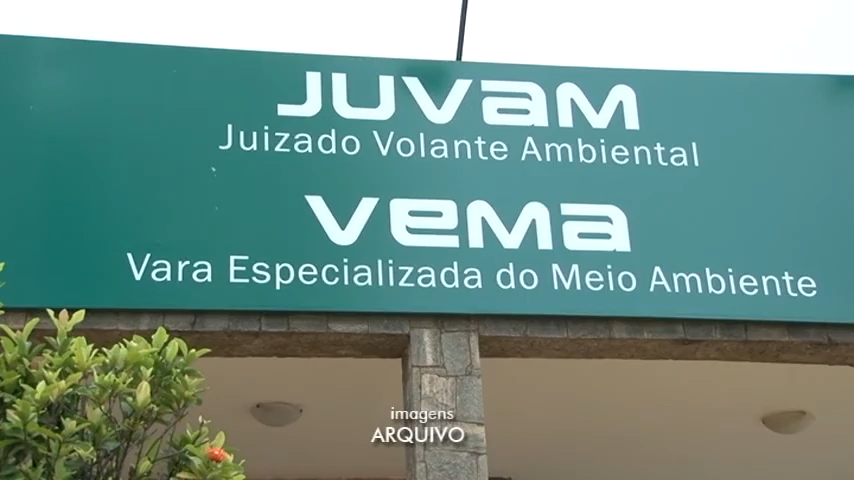 JUVAM
Juizado Volante Ambiental
VEMA
Vara Especializada do Meio Ambiente
imagens
ARQUIVO